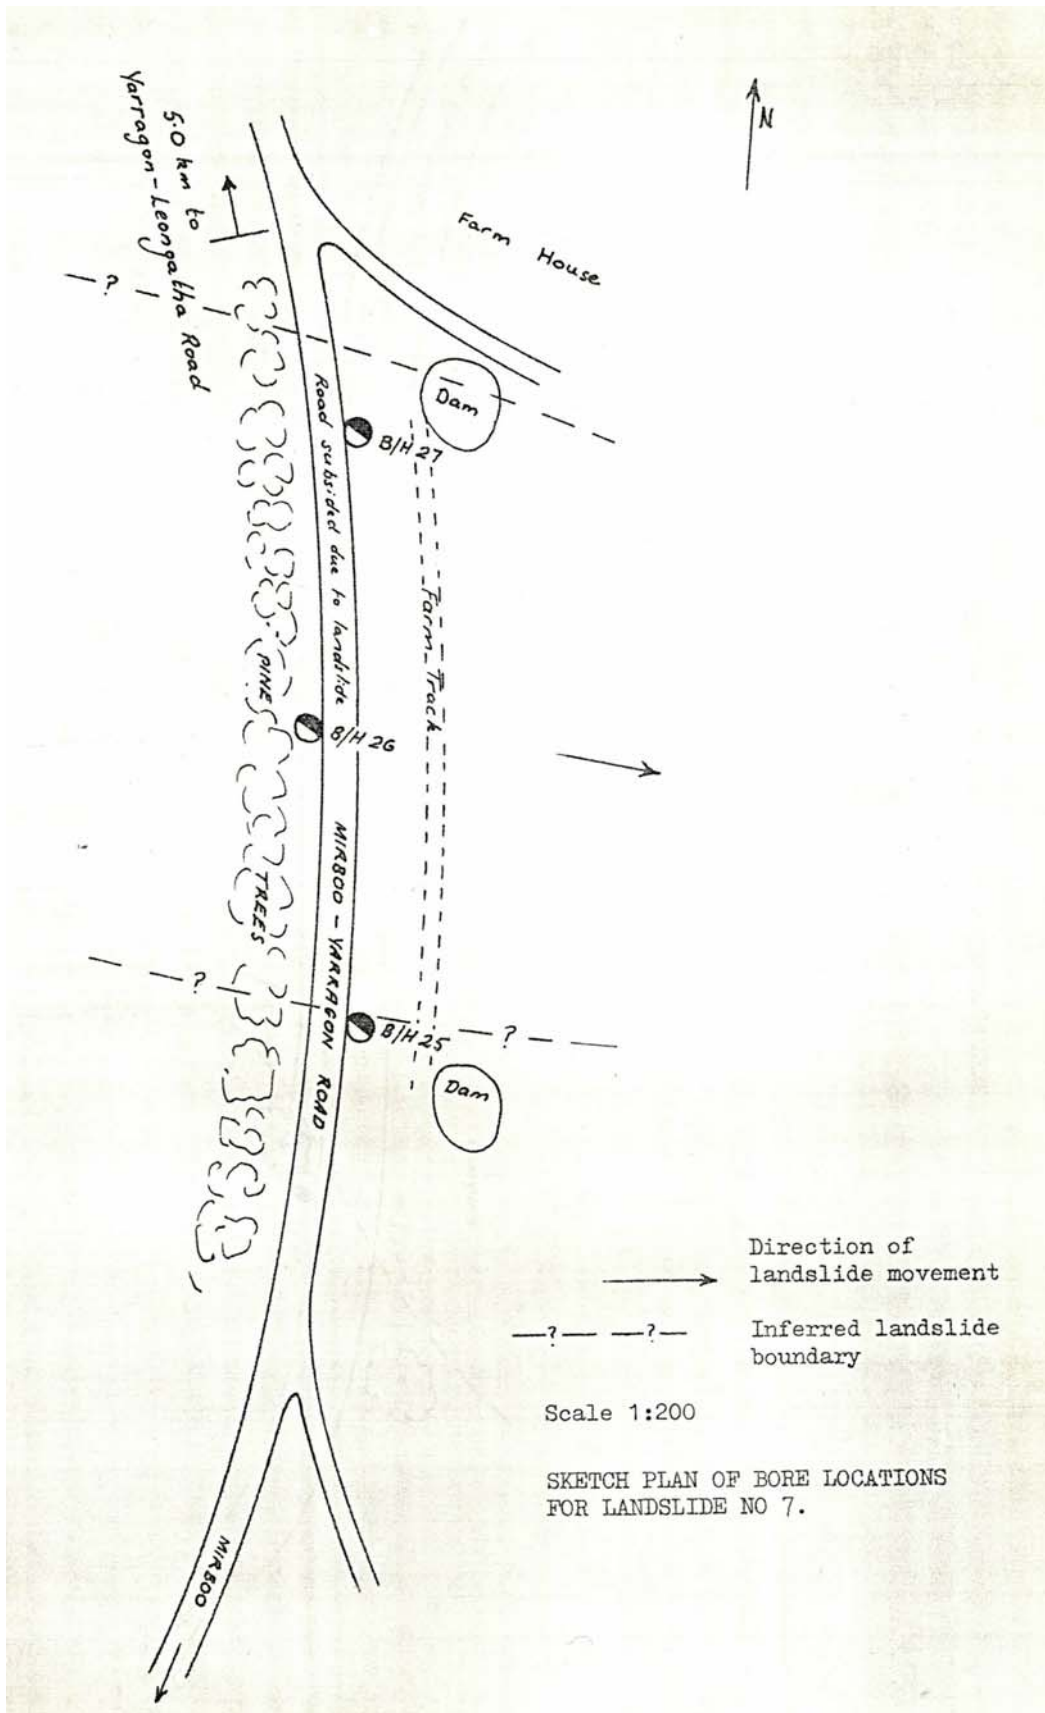 N
5.0 km to
Yarragon-Leongatha Road
Farm House
?
Dam
Road subsided due to landslide
B/H 27
Farm Track
PINE
B/H 26
MIRBOO - YARRAGON ROAD
TREES
?
B/H 25
?
Dam
Direction of
landslide movement
?
?
Inferred landslide
boundary
Scale 1:200
SKETCH PLAN OF BORE LOCATIONS
FOR LANDSLIDE NO 7.
MIRBOO